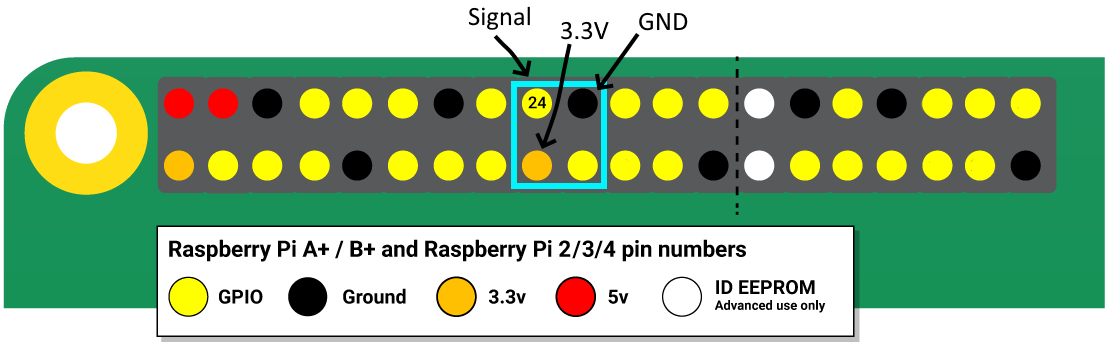 Signal
3.3V
GND
24
Raspberry Pi A+ / B+ and Raspberry Pi 2/3/4 pin numbers
GPIO
Ground
3.3v
5v
ID EEPROM
Advanced use only